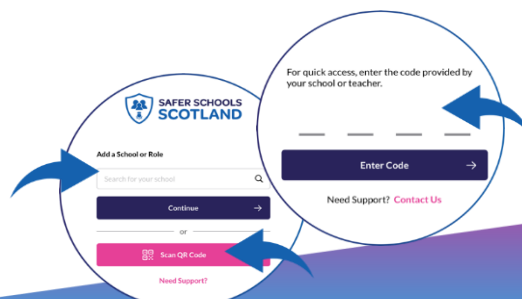 SAFER SCHOOLS
SCOTLAND
Add a School or Role
Search for your school
Continue
or
Scan QR Code
Need Support?
For quick access, enter the code provided by
your school or teacher.
Enter Code
Need Support? Contact Us